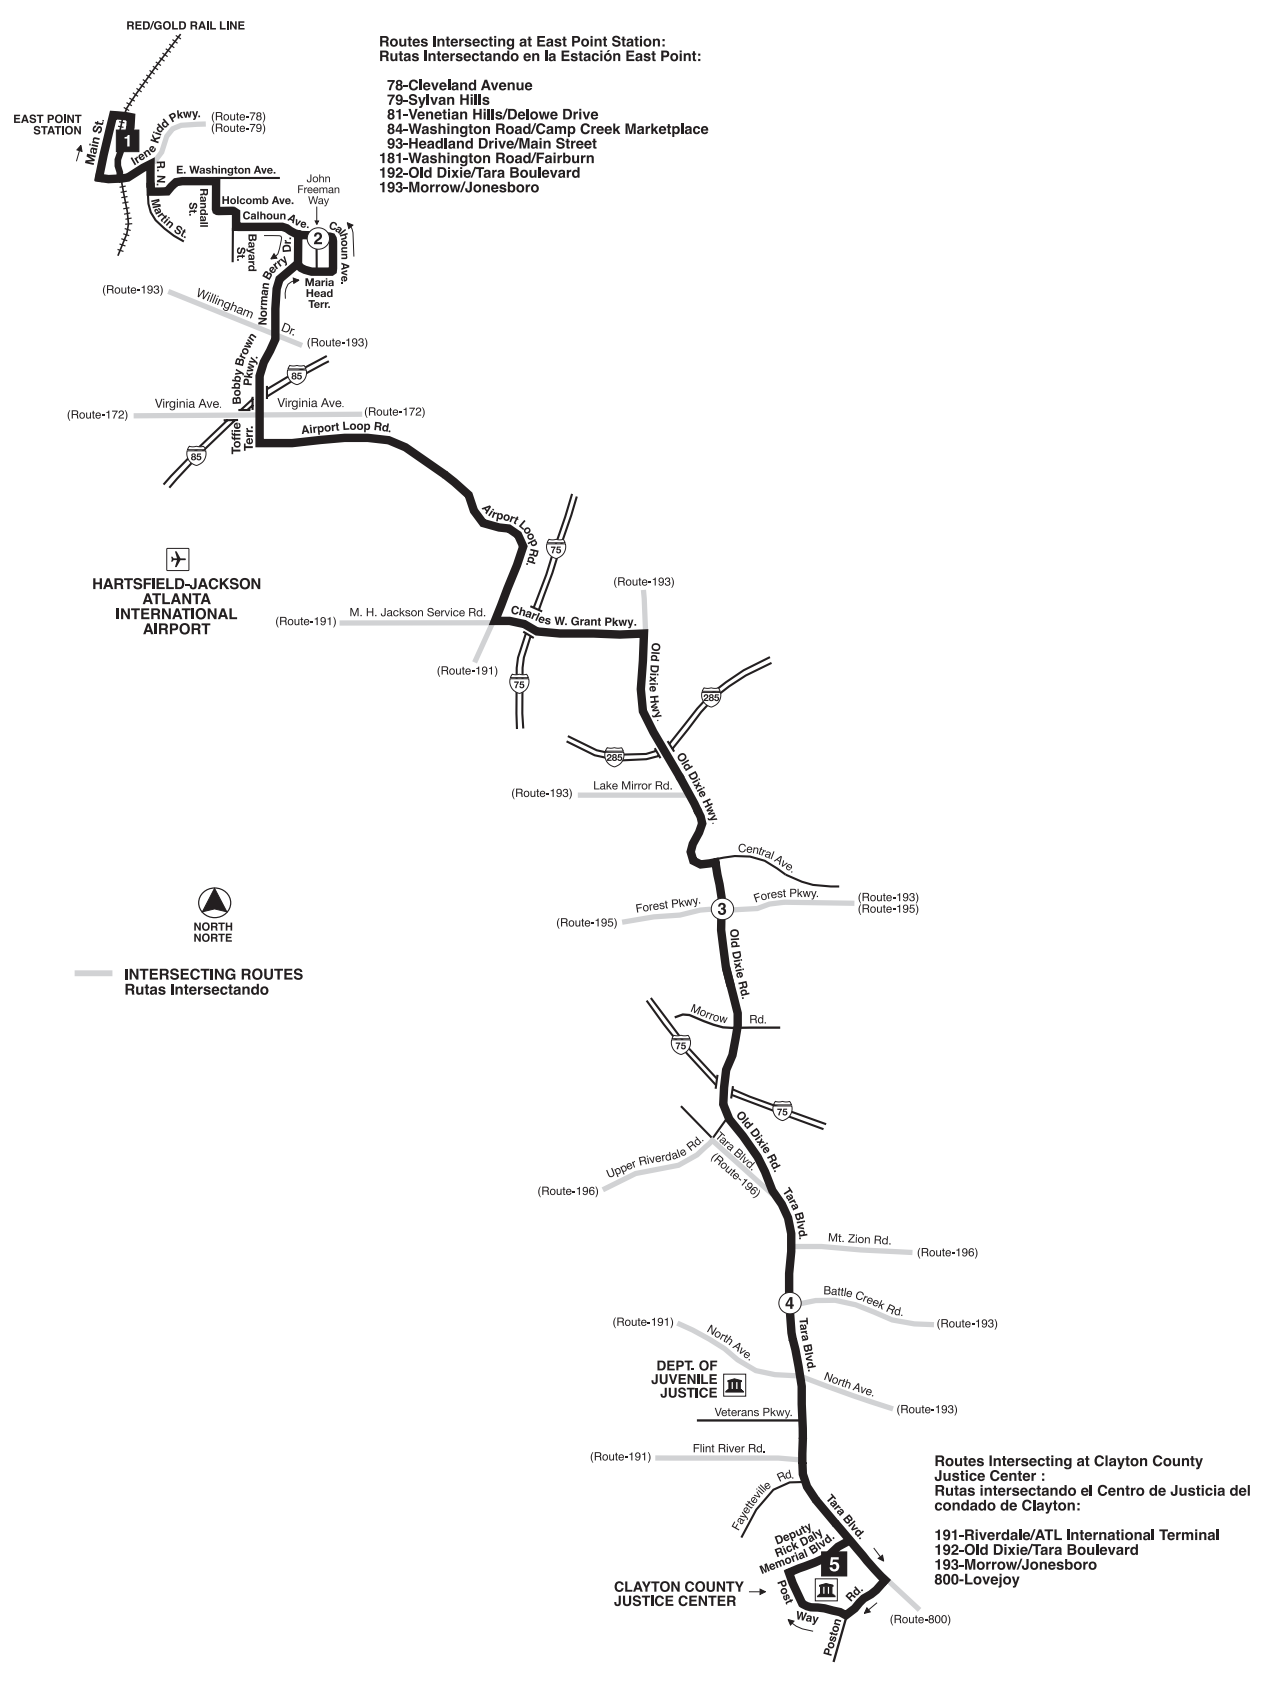 RED/GOLD RAIL LINE
Routes Intersecting at East Point Station:
Rutas Intersectando en la Estación East Point:
78-Cleveland Avenue
79-Sylvan Hills
81-Venetian Hills/Delowe Drive
84-Washington Road/Camp Creek Marketplace
93-Headland Drive/Main Street
181-Washington Road/Fairburn
192-Old Dixie/Tara Boulevard
193-Morrow/Jonesboro
EAST POINT
STATION
Main St.
1
Irene Kidd Pkwy.
R. N.
(Route-78)
(Route-79)
E. Washington Ave.
Martin St.
Randall
St.
Holcomb Ave.
John
Freeman
Way
Calhoun Ave.
Calhoun Ave.
2
Bayard
St.
Norman Berry Dr.
Maria
Head
Terr.
(Route-193)
Willingham Dr.
(Route-193)
Bobby Brown
Pkwy.
85
Virginia Ave.
Virginia Ave.
(Route-172)
(Route-172)
Toffie
Terr.
85
Airport Loop Rd.
Airport Loop Rd.
75
HARTSFIELD-JACKSON
ATLANTA
INTERNATIONAL
AIRPORT
(Route-193)
M. H. Jackson Service Rd.
(Route-191)
Charles W. Grant Pkwy.
(Route-191)
75
Old Dixie Hwy.
285
285
Old Dixie Hwy.
Lake Mirror Rd.
(Route-193)
Central Ave.
Forest Pkwy.
Forest Pkwy.
(Route-193)
(Route-195)
(Route-195)
3
NORTH
NORTE
Old Dixie Rd.
INTERSECTING ROUTES
Rutas Intersectando
Morrow Rd.
75
75
Old Dixie Rd.
Upper Riverdale Rd.
Tara Blvd.
(Route-196)
(Route-196)
Tara Blvd.
Mt. Zion Rd.
(Route-196)
Battle Creek Rd.
(Route-193)
4
Tara Blvd.
(Route-191)
North Ave.
DEPT. OF
JUVENILE
JUSTICE
North Ave.
(Route-193)
Veterans Pkwy.
Flint River Rd.
(Route-191)
Fayetteville Rd.
Tara Blvd.
Routes Intersecting at Clayton County
Justice Center :
Rutas intersectando el Centro de Justicia del
condado de Clayton:
191-Riverdale/ATL International Terminal
192-Old Dixie/Tara Boulevard
193-Morrow/Jonesboro
800-Lovejoy
Deputy
Rick Daly
Memorial Blvd.
5
CLAYTON COUNTY
JUSTICE CENTER
Post Way
Poston Rd.
(Route-800)